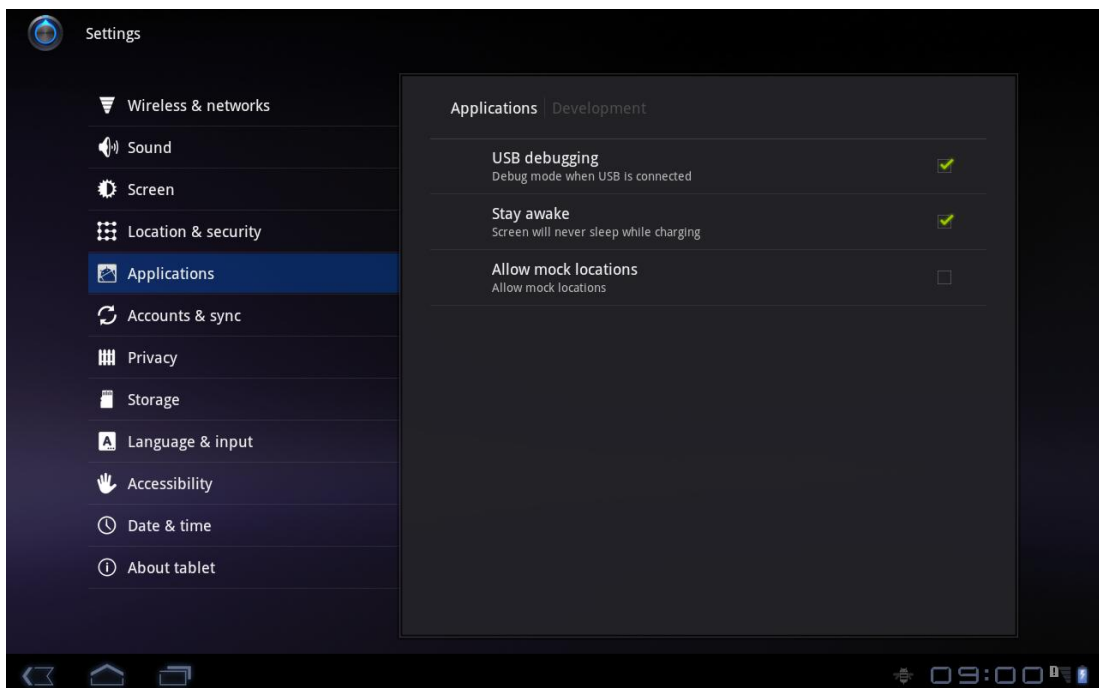 Settings
Wireless & networks
Sound
Screen
Location & security
Applications
Accounts & sync
Privacy
Storage
Language & input
Accessibility
Date & time
About tablet
Applications Development
USB debugging
Debug mode when USB is connected
Stay awake
Screen will never sleep while charging
Allow mock locations
Allow mock locations
09:00